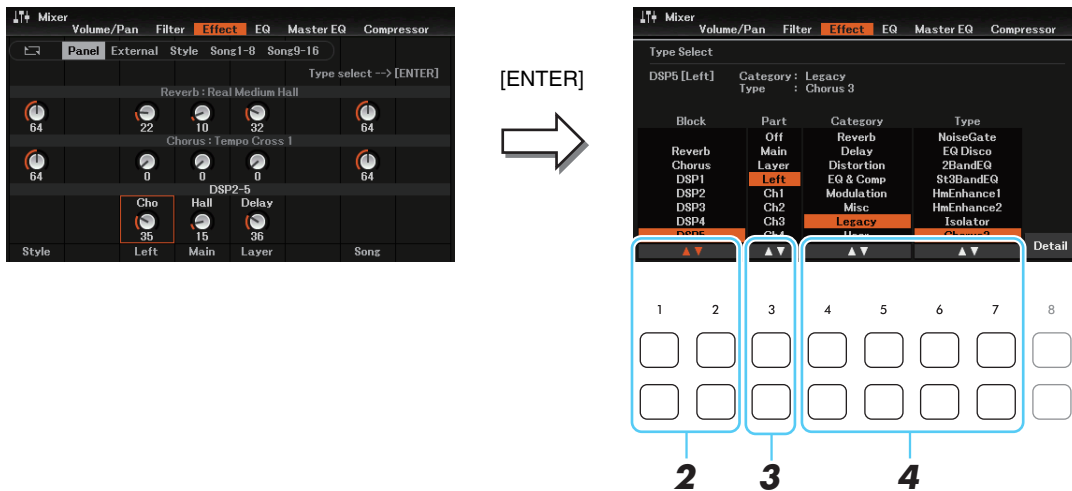 Mixer
Volume/Pan Filter Effect EQ Master EQ Compressor
Panel External Style Song1-8 Song9-16
Type select --> [ENTER]
Reverb : Real Medium Hall
64 22 10 32 64
Chorus : Tempo Cross 1
64 0 0 0 64
DSP2-5
Cho Hall Delay
35 15 36
Style Left Main Layer Song
[ENTER]
Mixer
Volume/Pan Filter Effect EQ Master EQ Compressor
Type Select
DSP5 [Left] Category : Legacy
Type : Chorus 3
Block Part Category Type
Off Reverb NoiseGate
Reverb Main Delay EQ Disco
Chorus Layer Distortion 2BandEQ
DSP1 Left EQ & Comp St3BandEQ
DSP2 Ch1 Modulation HmEnhance1
DSP3 Ch2 Misc HmEnhance2
DSP4 Ch3 Legacy Isolator
DSP5 Ch4 User Chorus3
Detail
1 2 3 4 5 6 7 8
2 3 4